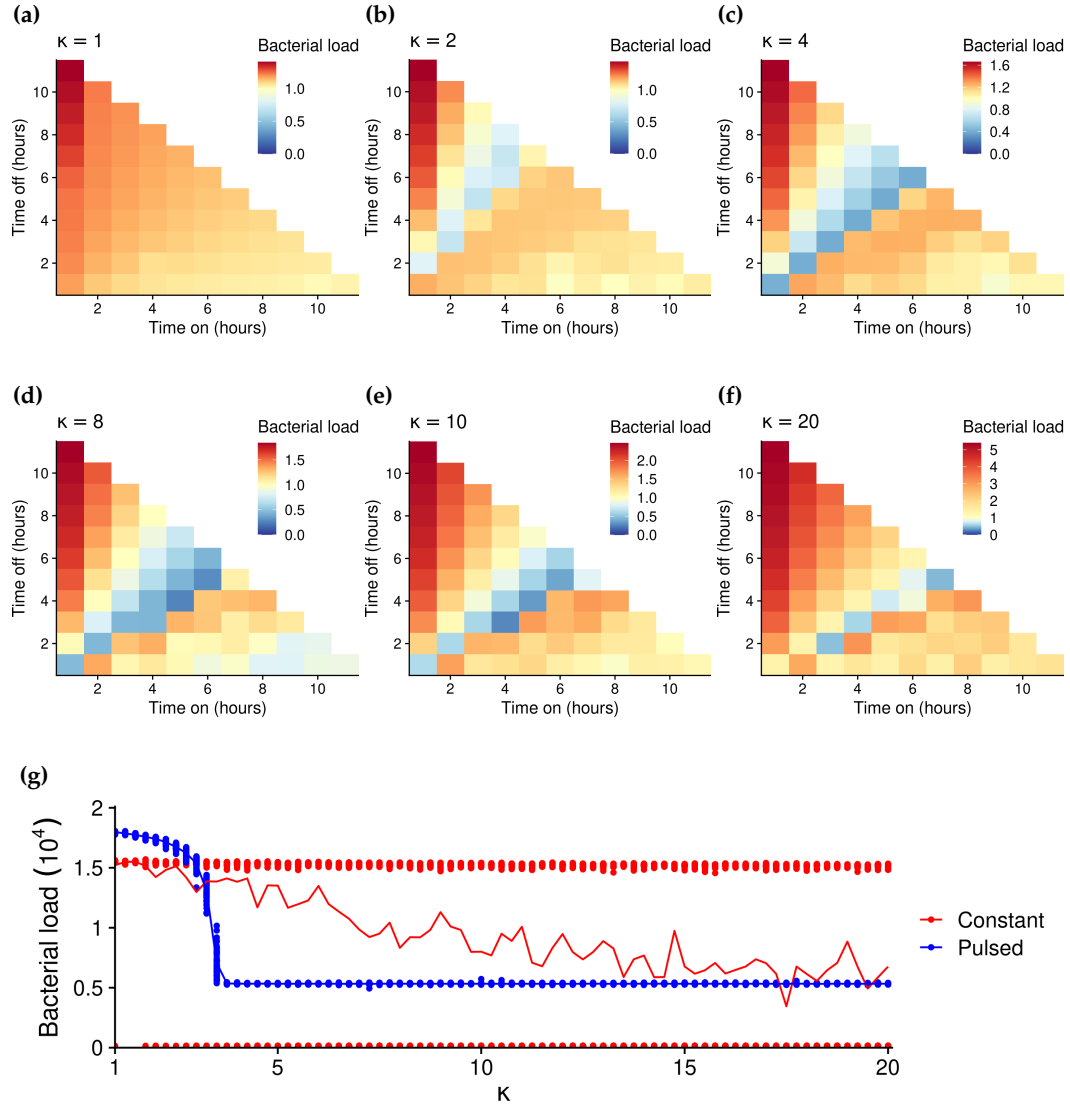 (a)
κ = 1
Bacterial load
1.0
0.5
0.0
Time off (hours)
10
8
6
4
2
2 4 6 8 10
Time on (hours)
(b)
κ = 2
Bacterial load
1.0
0.5
0.0
Time off (hours)
10
8
6
4
2
2 4 6 8 10
Time on (hours)
(c)
κ = 4
Bacterial load
1.6
1.2
0.8
0.4
0.0
Time off (hours)
10
8
6
4
2
2 4 6 8 10
Time on (hours)
(d)
κ = 8
Bacterial load
1.5
1.0
0.5
0.0
Time off (hours)
10
8
6
4
2
2 4 6 8 10
Time on (hours)
(e)
κ = 10
Bacterial load
2.0
1.5
1.0
0.5
0.0
Time off (hours)
10
8
6
4
2
2 4 6 8 10
Time on (hours)
(f)
κ = 20
Bacterial load
5
4
3
2
1
0
Time off (hours)
10
8
6
4
2
2 4 6 8 10
Time on (hours)
(g)
Bacterial load (10⁴)
2
1.5
1
0.5
0
1 5 10 15 20
κ
Constant
Pulsed